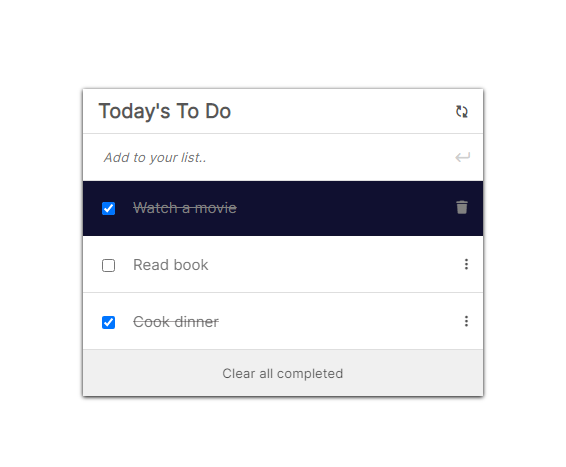 Today's To Do
Add to your list..
Watch a movie
Read book
Cook dinner
Clear all completed